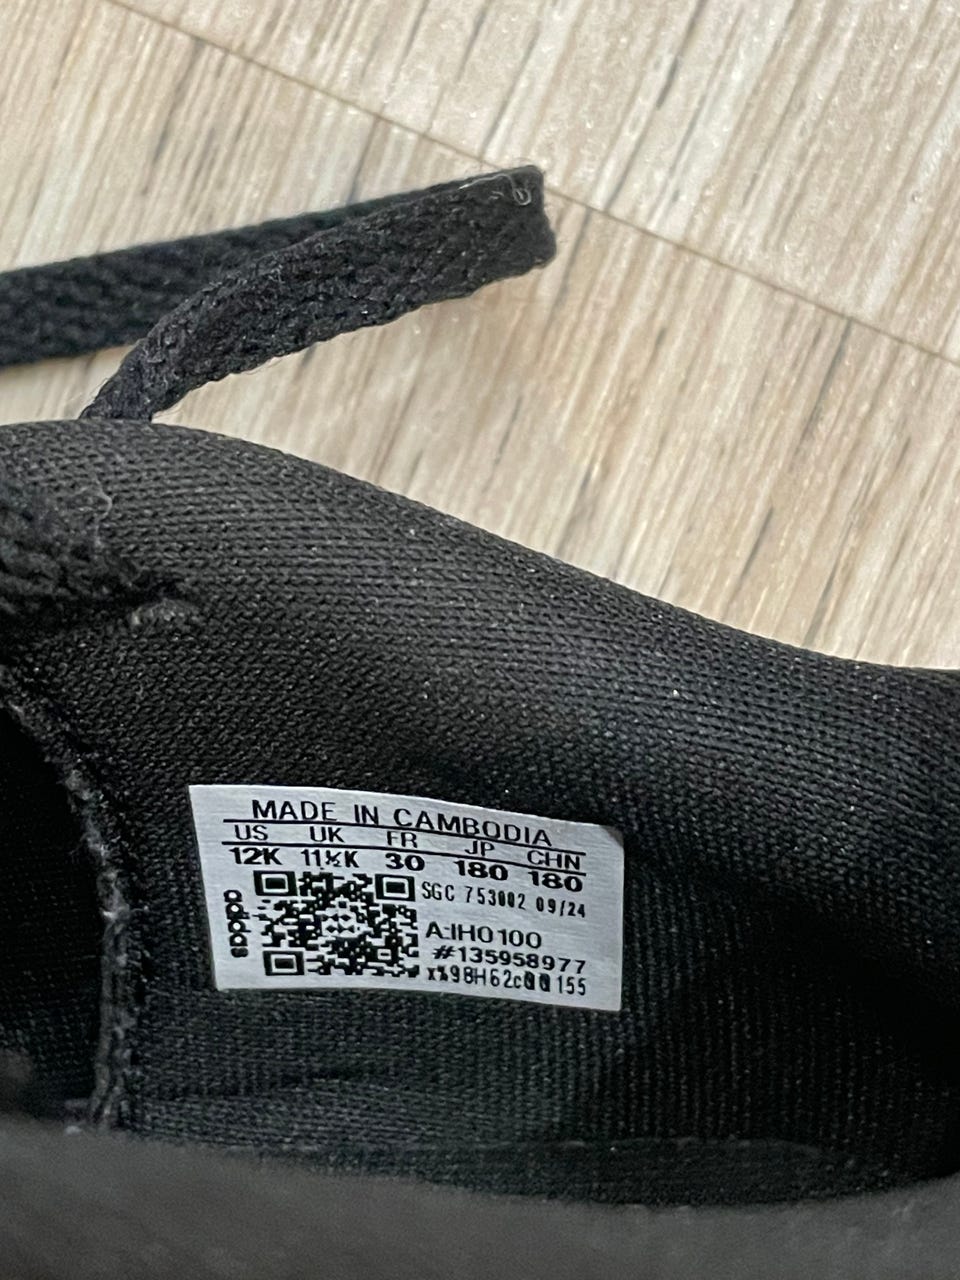 MADE IN CAMBODIA
US UK FR JP CHN
12K 11½K 30 180 180
SGC 753002 09/24
A:IH0100
#135958977
adidas